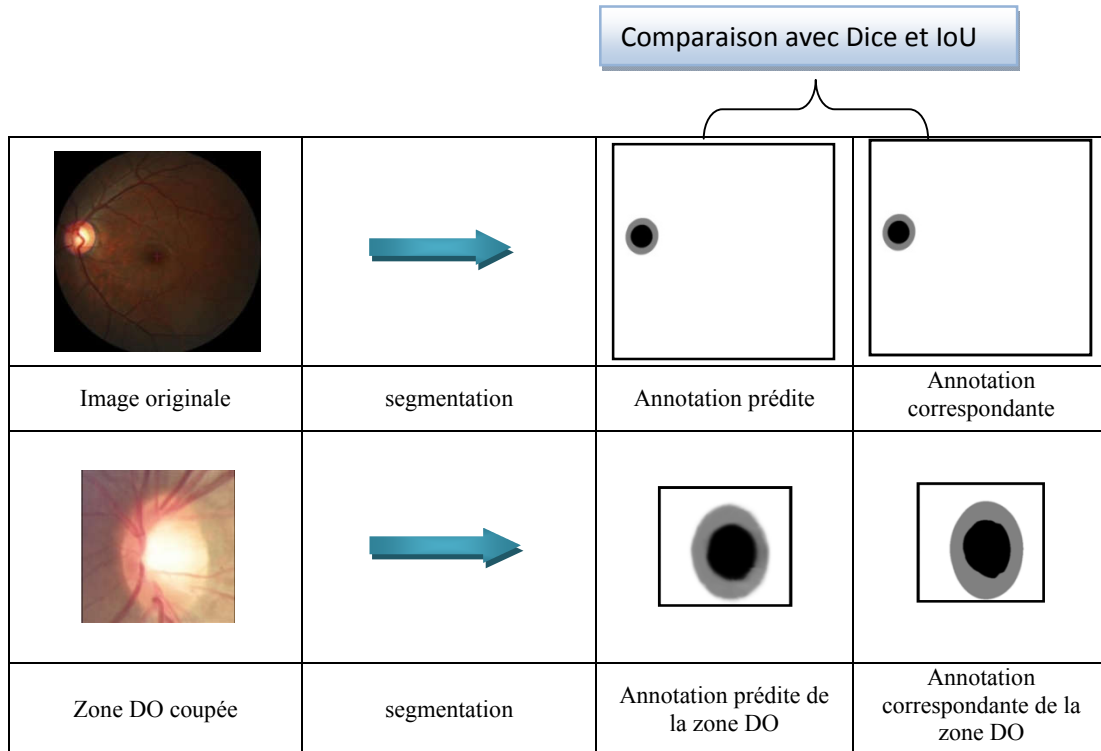 Comparaison avec Dice et IoU
Image originale
segmentation
Annotation prédite
Annotation
correspondante
Zone DO coupée
segmentation
Annotation prédite de
la zone DO
Annotation
correspondante de la
zone DO